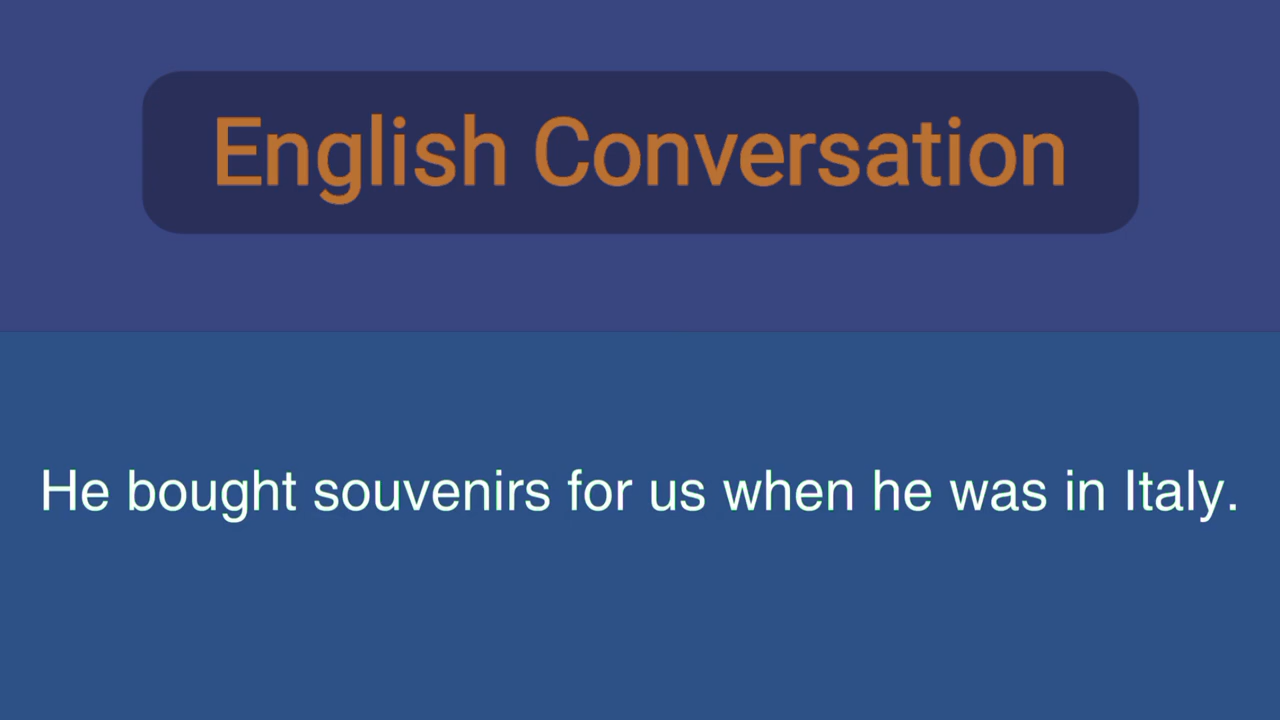 English Conversation
He bought souvenirs for us when he was in Italy.